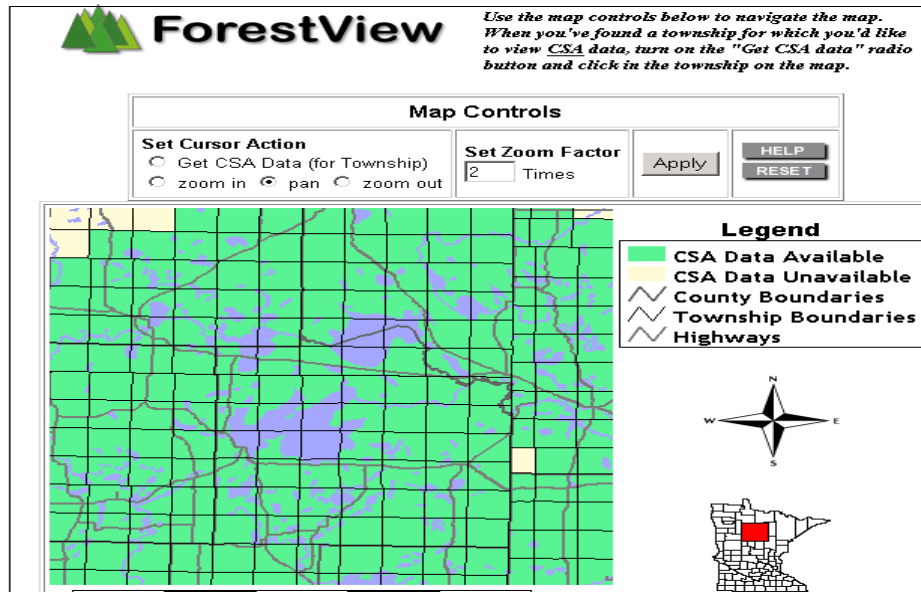 ForestView
Use the map controls below to navigate the map.
When you've found a township for which you'd like
to view CSA data, turn on the "Get CSA data" radio
button and click in the township on the map.
Map Controls
Set Cursor Action
Get CSA Data (for Township)
zoom in pan zoom out
Set Zoom Factor
2 Times
Apply
HELP
RESET
Legend
CSA Data Available
CSA Data Unavailable
County Boundaries
Township Boundaries
Highways
N
W E
S